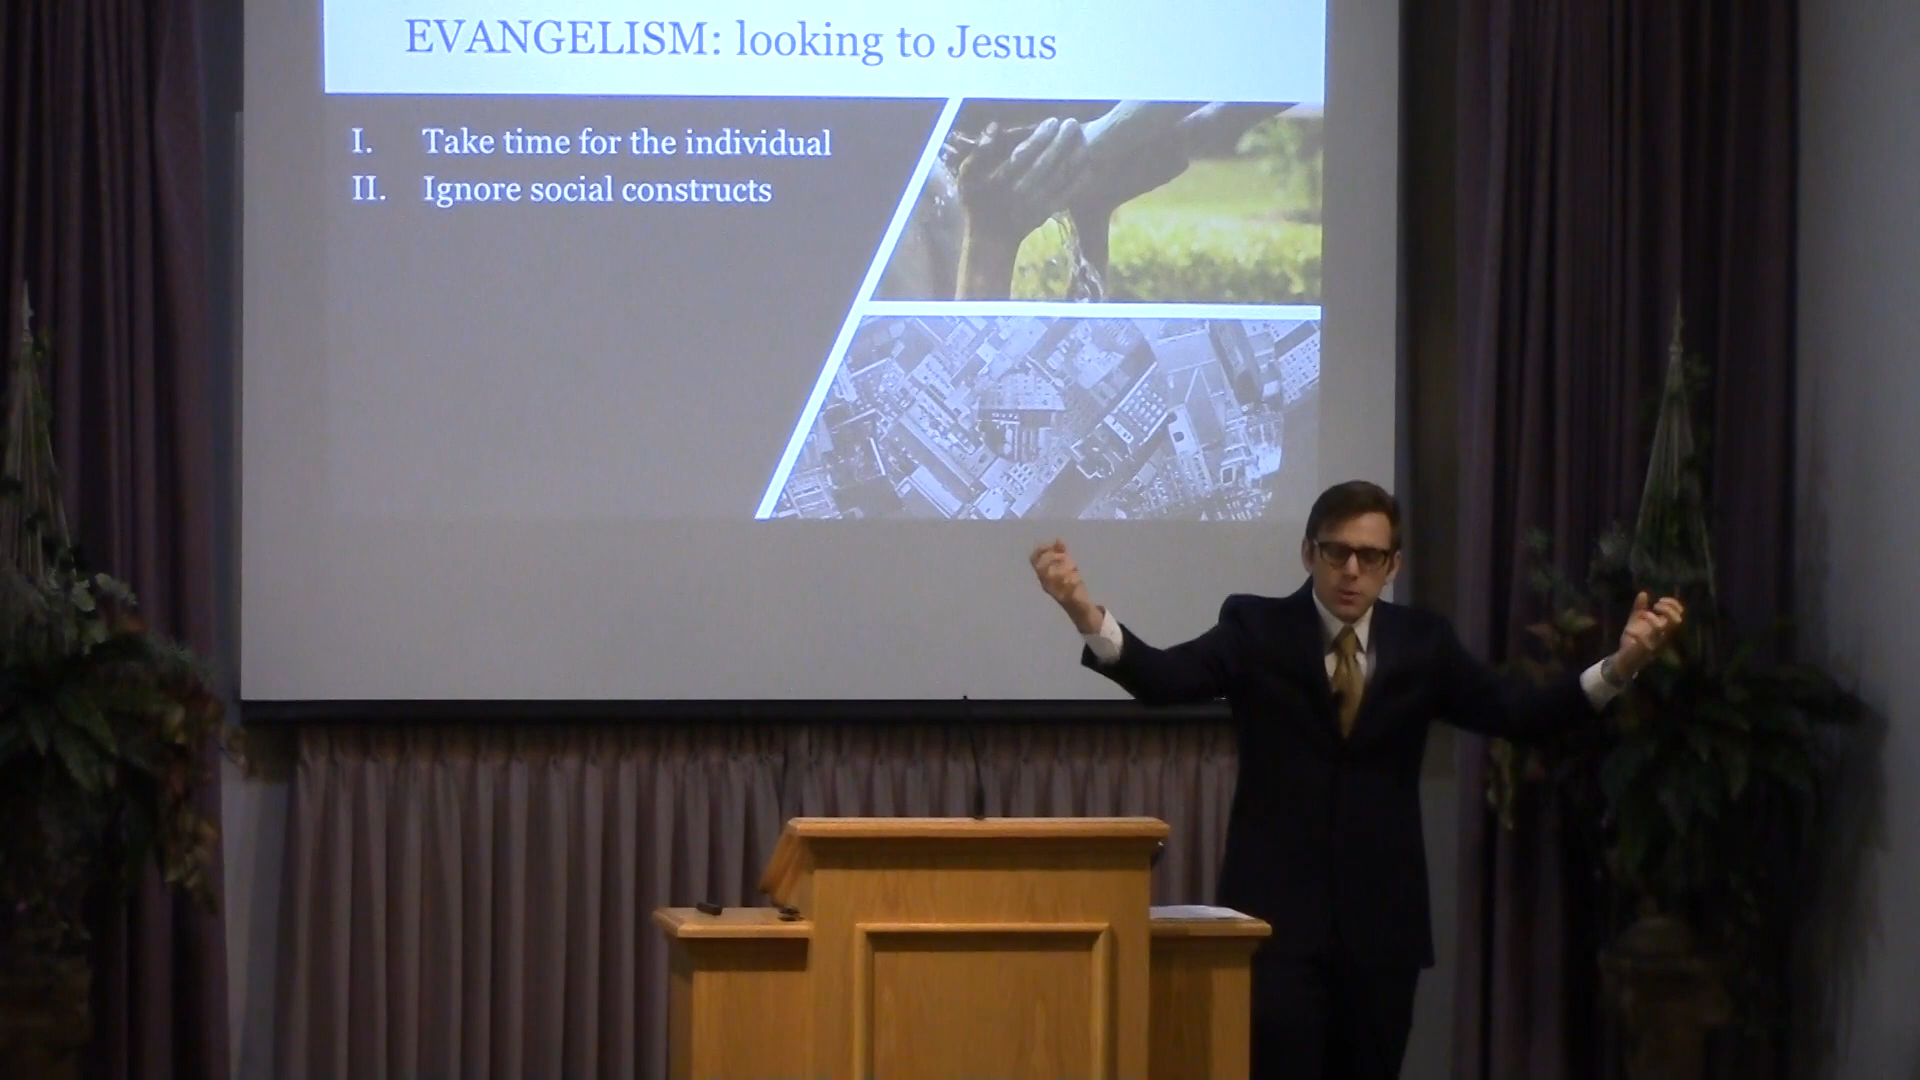 EVANGELISM: looking to Jesus
I. Take time for the individual
II. Ignore social constructs